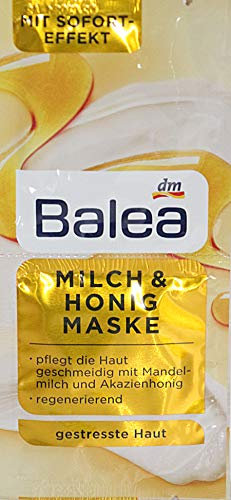 MIT SOFORT-
EFFEKT
dm
Balea
MILCH &
HONIG
MASKE
• pflegt die Haut
geschmeidig mit Mandel-
milch und Akazienhonig
• regenerierend
gestresste Haut